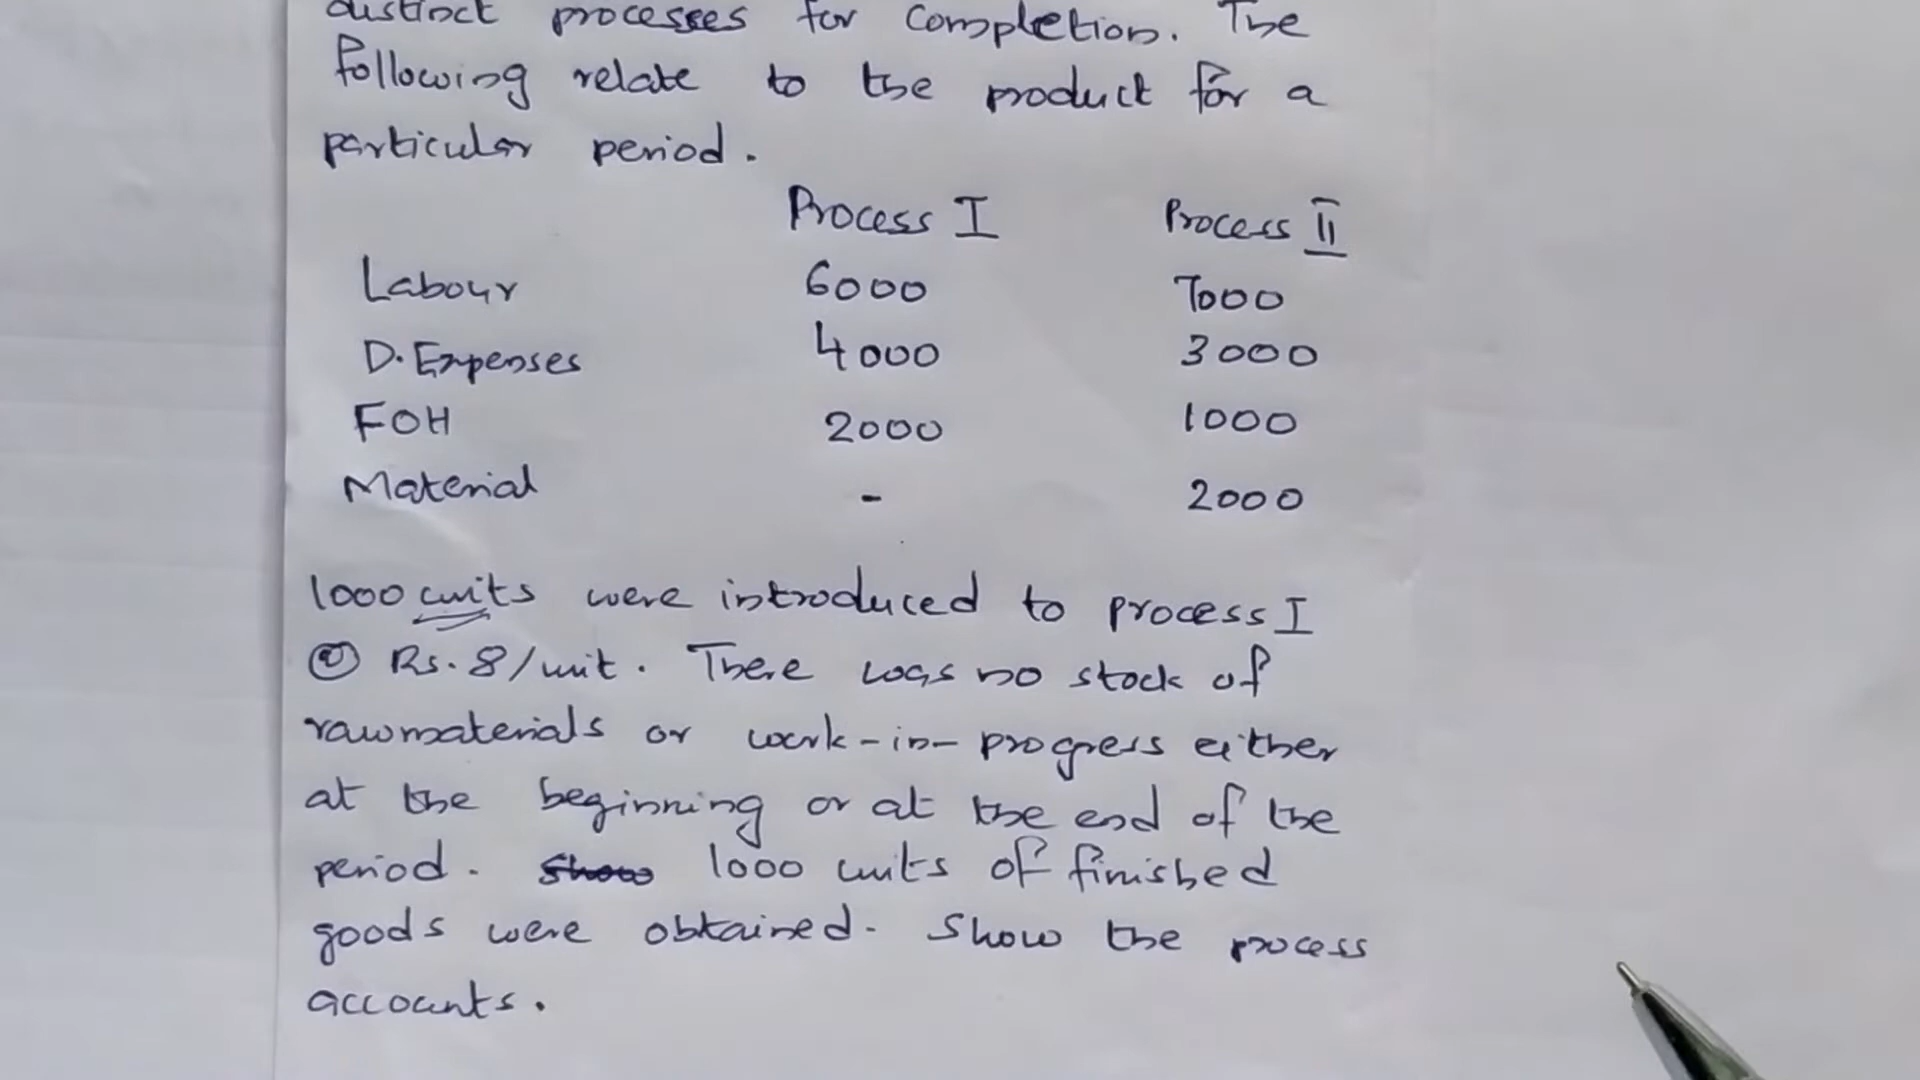 distinct processes for completion. The
following relate to the product for a
particular period.
Process I Process II
Labour 6000 7000
D. Expenses 4000 3000
FOH 2000 1000
Material - 2000
1000 units were introduced to process I
@ Rs. 8/unit. There was no stock of
rawmaterials or work-in-progress either
at the beginning or at the end of the
period. Show 1000 units of finished
goods were obtained. Show the process
accounts.